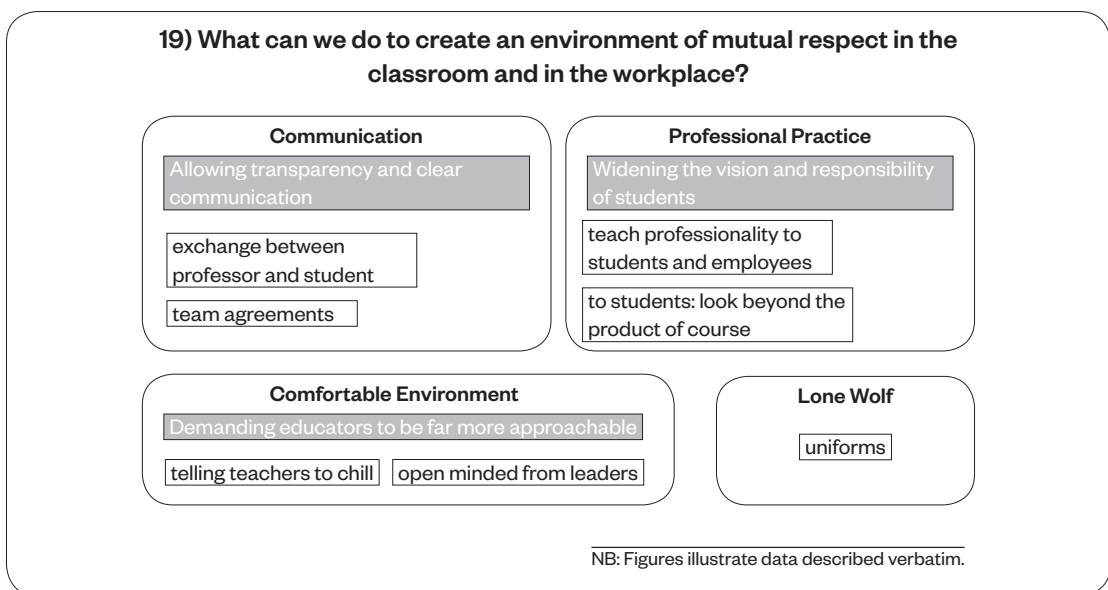 19) What can we do to create an environment of mutual respect in the
classroom and in the workplace?
Communication
Allowing transparency and clear
communication
exchange between
professor and student
team agreements
Professional Practice
Widening the vision and responsibility
of students
teach professionality to
students and employees
to students: look beyond the
product of course
Comfortable Environment
Demanding educators to be far more approachable
telling teachers to chill
open minded from leaders
Lone Wolf
uniforms
NB: Figures illustrate data described verbatim.